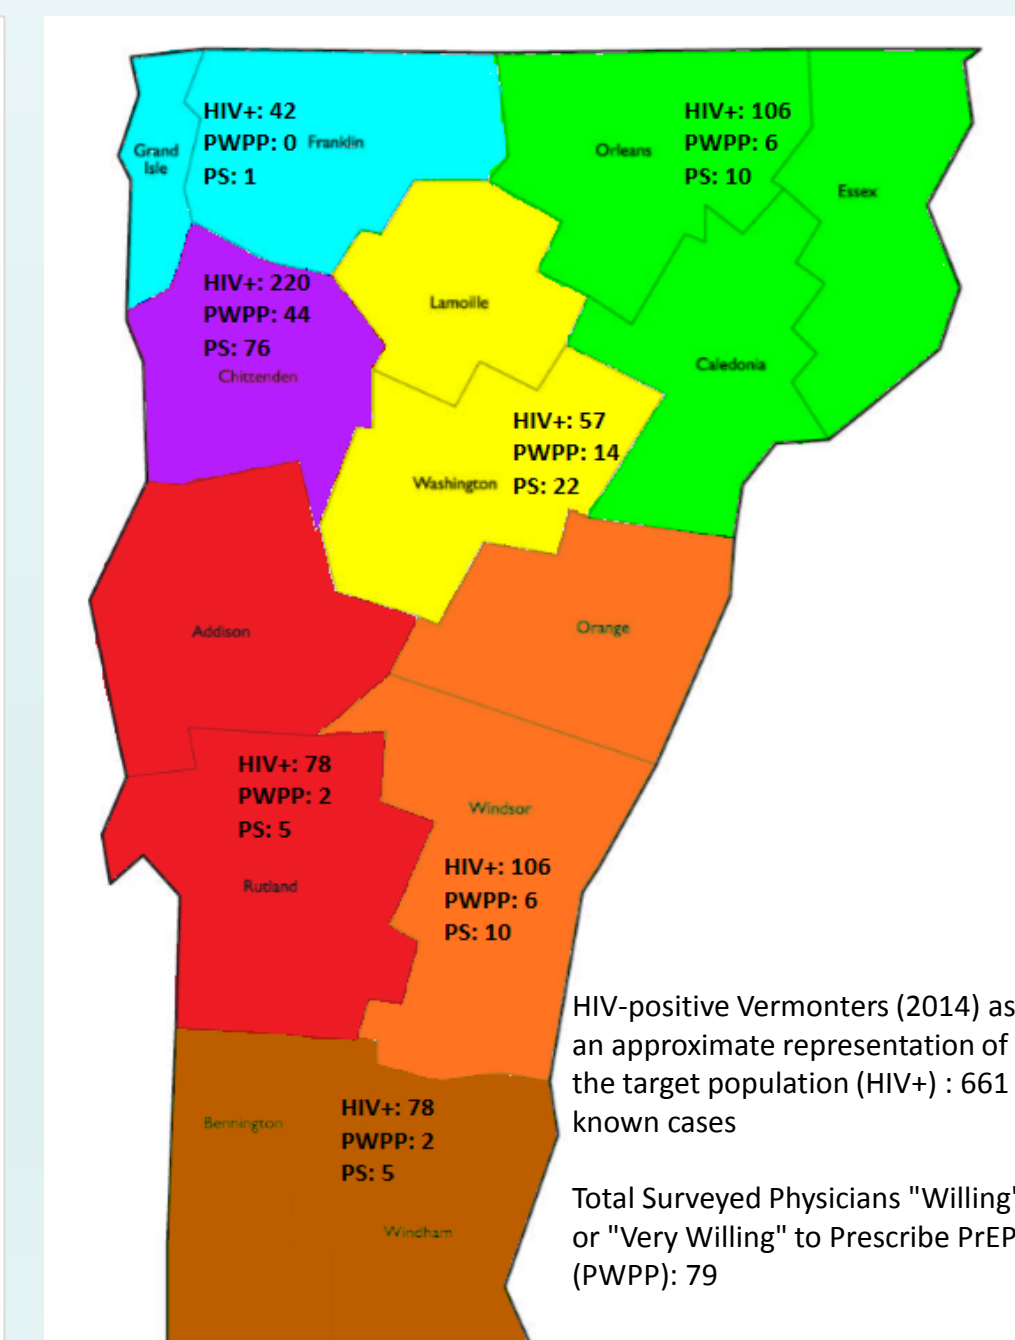 HIV+: 42
PWPP: 0 Franklin
PS: 1
Grand
Isle
HIV+: 106
Orleans PWPP: 6
PS: 10
Essex
HIV+: 220
PWPP: 44
PS: 76
Chittenden
Lamoille
Caledonia
HIV+: 57
PWPP: 14
Washington PS: 22
Addison
Orange
HIV+: 78
PWPP: 2
PS: 5
Rutland
Windsor
HIV+: 106
PWPP: 6
PS: 10
HIV-positive Vermonters (2014) as
an approximate representation of
the target population (HIV+) : 661
known cases
Bennington
HIV+: 78
PWPP: 2
PS: 5
Windham
Total Surveyed Physicians "Willing"
or "Very Willing" to Prescribe PrEP
(PWPP): 79